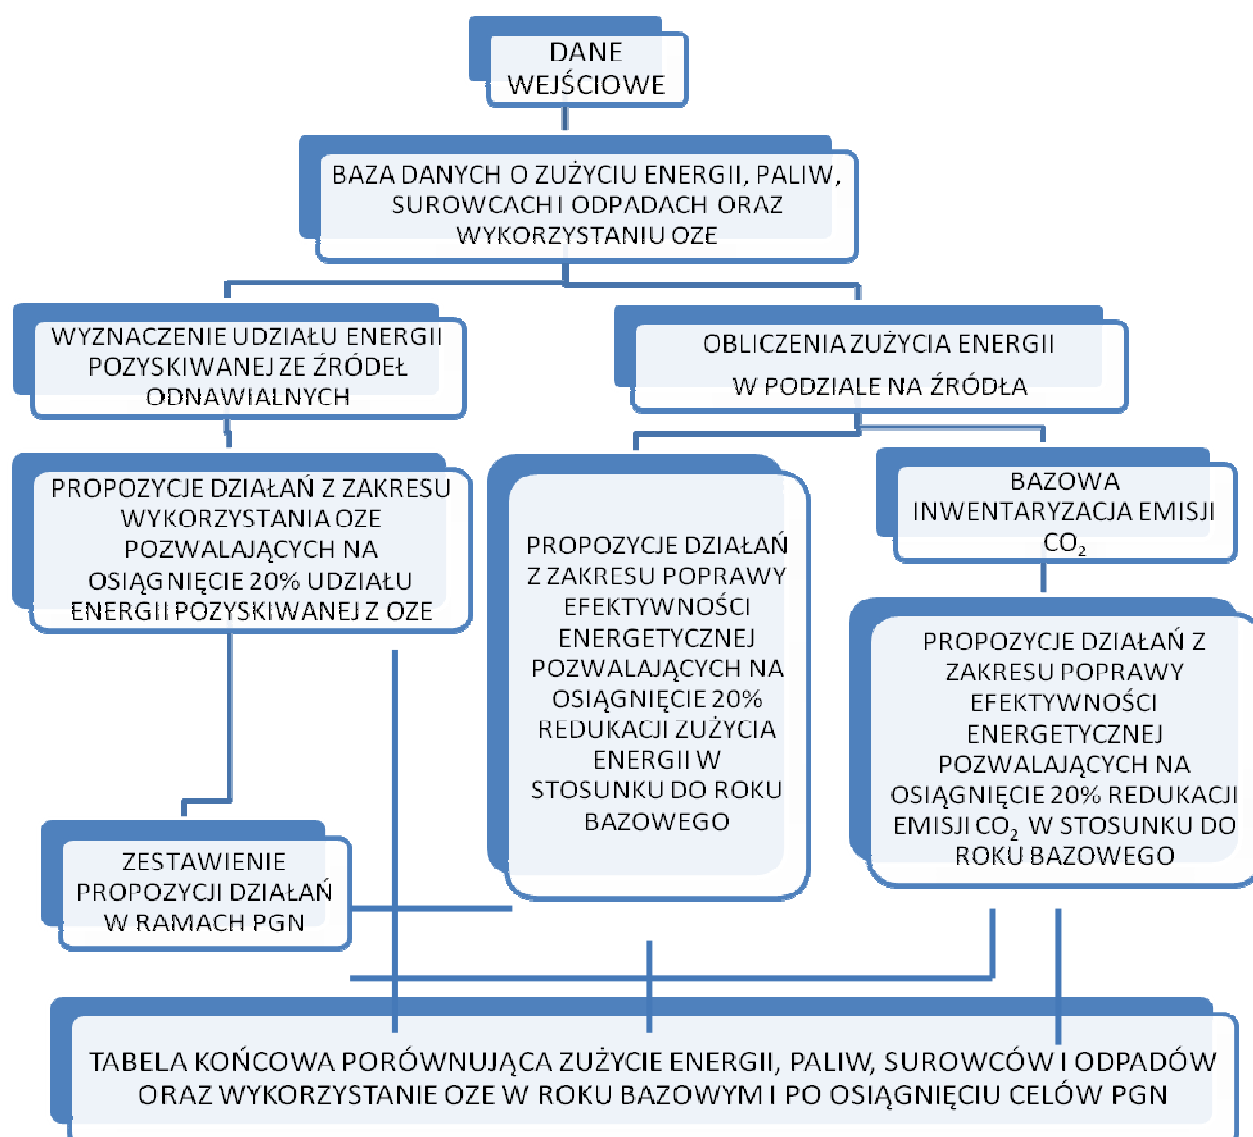 DANE
WEJŚCIOWE
BAZA DANYCH O ZUŻYCIU ENERGII, PALIW,
SUROWCACH I ODPADACH ORAZ
WYKORZYSTANIU OZE
WYZNACZENIE UDZIAŁU ENERGII
POZYSKIWANEJ ZE ŹRÓDEŁ
ODNAWIALNYCH
OBLICZENIA ZUŻYCIA ENERGII
W PODZIALE NA ŹRÓDŁA
PROPOZYCJE DZIAŁAŃ Z ZAKRESU
WYKORZYSTANIA OZE
POZWALAJĄCYCH NA
OSIĄGNIĘCIE 20% UDZIAŁU
ENERGII POZYSKIWANEJ Z OZE
PROPOZYCJE DZIAŁAŃ
Z ZAKRESU POPRAWY
EFEKTYWNOŚCI
ENERGETYCZNEJ
POZWALAJĄCYCH NA
OSIĄGNIĘCIE 20%
REDUKACJI ZUŻYCIA
ENERGII W
STOSUNKU DO ROKU
BAZOWEGO
BAZOWA
INWENTARYZACJA EMISJI
CO₂
PROPOZYCJE DZIAŁAŃ Z
ZAKRESU POPRAWY
EFEKTYWNOŚCI
ENERGETYCZNEJ
POZWALAJĄCYCH NA
OSIĄGNIĘCIE 20% REDUKACJI
EMISJI CO₂ W STOSUNKU DO
ROKU BAZOWEGO
ZESTAWIENIE
PROPOZYCJI DZIAŁAŃ
W RAMACH PGN
TABELA KOŃCOWA PORÓWNUJĄCA ZUŻYCIE ENERGII, PALIW, SUROWCÓW I ODPADÓW
ORAZ WYKORZYSTANIE OZE W ROKU BAZOWYM I PO OSIĄGNIĘCIU CELÓW PGN